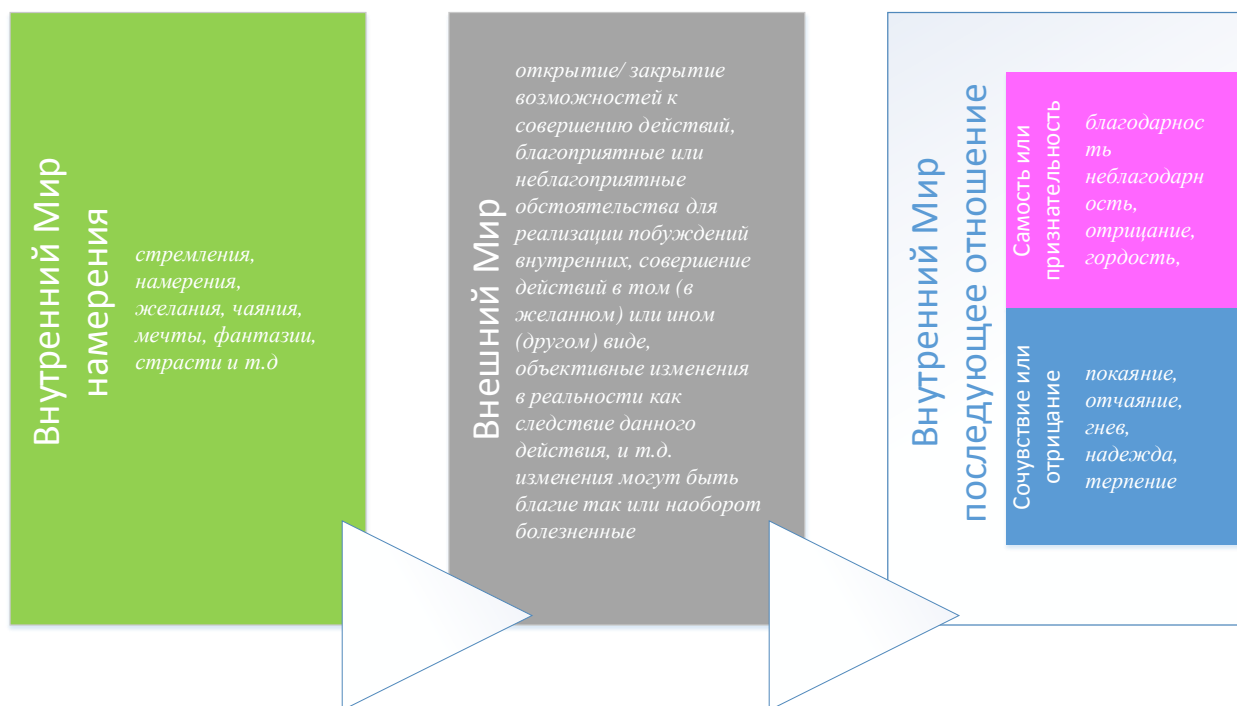 Внутренний Мир
намерения
стремления,
намерения,
желания, чаяния,
мечты, фантазии,
страсти и т.д
Внешний Мир
открытие/ закрытие
возможностей к
совершению действий,
благоприятные или
неблагоприятные
обстоятельства для
реализации побуждений
внутренних, совершение
действий в том (в
желанном) или ином
(другом) виде,
объективные изменения
в реальности как
следствие данного
действия, и т.д.
изменения могут быть
благие так или наоборот
болезненные
Внутренний Мир
последующее отношение
Самость или
признательность
благодарнос
ть
неблагодарн
ость,
отрицание,
гордость,
Сочувствие или
отрицание
покаяние,
отчаяние,
гнев,
надежда,
терпение